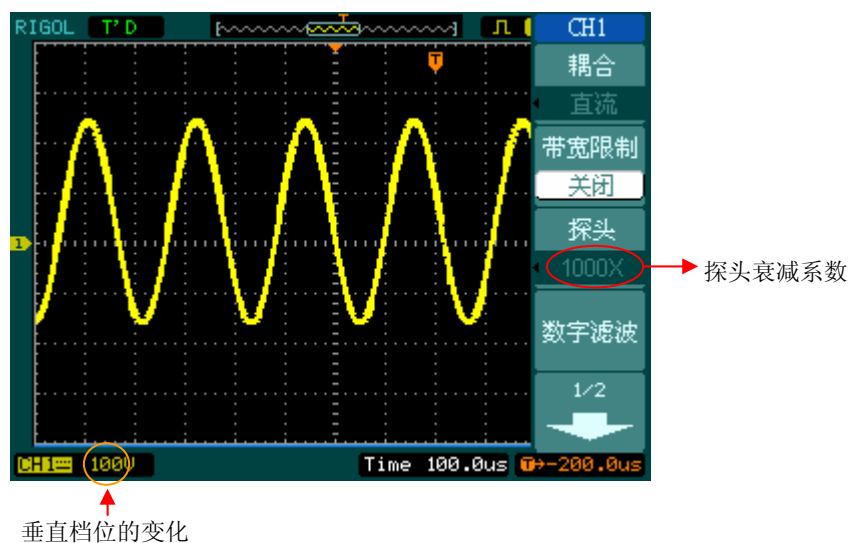 RIGOL T'D T CH1
耦合
T
直流
带宽限制
关闭
探头
1
1000X
探头衰减系数
数字滤波
1/2
CH1 100V Time 100.0us T→-200.0us
垂直档位的变化